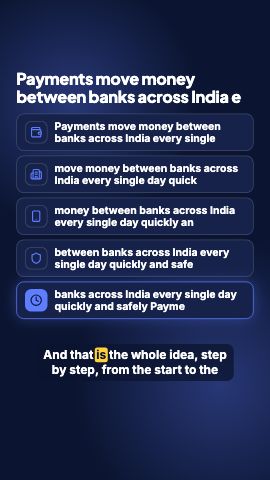 Payments move money
between banks across India e
Payments move money between
banks across India every single
move money between banks across
India every single day quick
money between banks across India
every single day quickly an
between banks across India every
single day quickly and safe
banks across India every single day
quickly and safely Payme
And that is the whole idea, step
by step, from the start to the